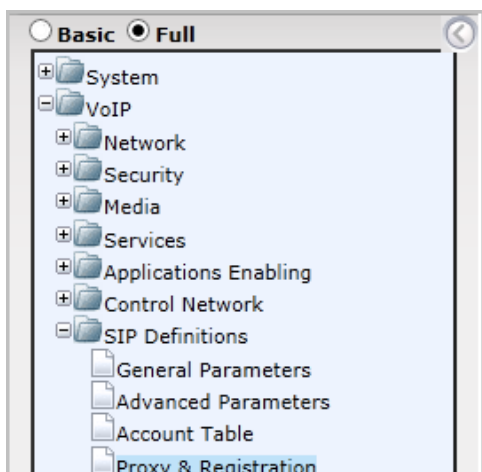 Basic Full
System
VoIP
Network
Security
Media
Services
Applications Enabling
Control Network
SIP Definitions
General Parameters
Advanced Parameters
Account Table
Proxy & Registration